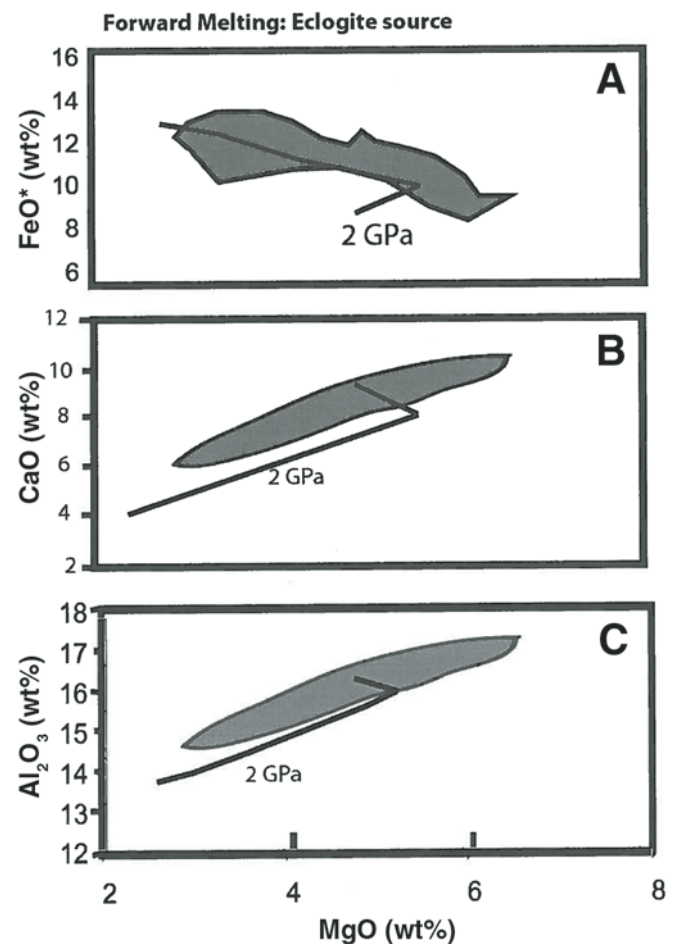 Forward Melting: Eclogite source
16
14
12
10
8
6
FeO* (wt%)
A
2 GPa
12
10
8
6
4
2
CaO (wt%)
B
2 GPa
18
17
16
15
14
13
12
Al₂O₃ (wt%)
C
2 GPa
2 4 6 8
MgO (wt%)